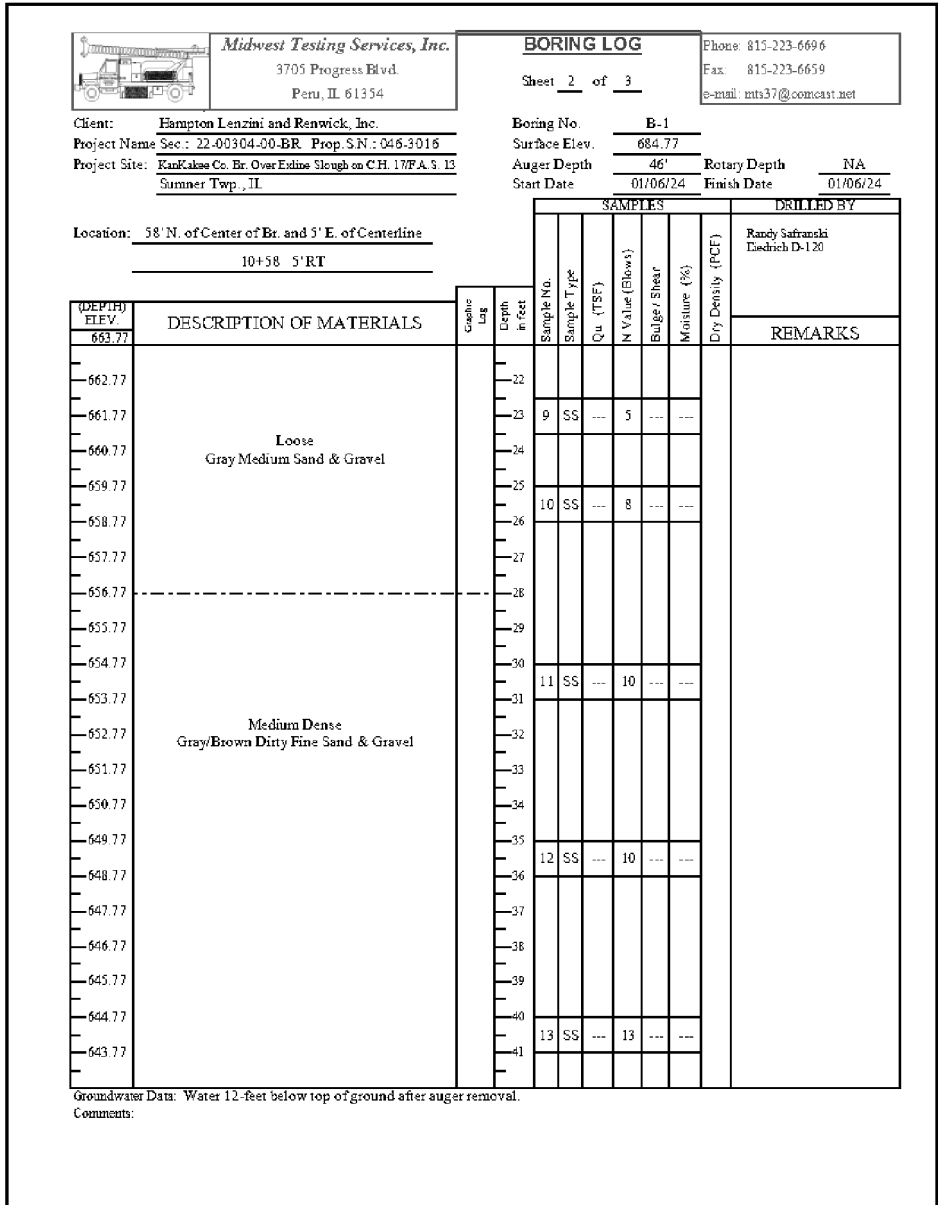 Midwest Testing Services, Inc.
3705 Progress Blvd.
Peru, IL 61354
BORING LOG
Sheet 2 of 3
Phone: 815-223-6696
Fax: 815-223-6659
e-mail: mts37@comcast.net
Client: Hampton Lenzini and Renwick, Inc.
Project Name Sec.: 22-00304-00-BR Prop. S.N.: 046-3016
Project Site: KanKakee Co. Br. Over Exline Slough on C.H. 17/F.A.S. 13
Sumner Twp., IL
Boring No. B-1
Surface Elev. 684.77
Auger Depth 46' Rotary Depth NA
Start Date 01/06/24 Finish Date 01/06/24
Location: 58' N. of Center of Br. and 5' E. of Centerline
10+58 5'RT
SAMPLES
DRILLED BY
Randy Safranski
Diedrich D-120
(DEPTH)
ELEV.
663.77
DESCRIPTION OF MATERIALS
Graphic
Log
Depth
in feet
Sample No.
Sample Type
Qu (TSF)
N Value (Blows)
Bulge / Shear
Moisture (%)
Dry Density (PCF)
REMARKS
662.77 22
661.77 23 9 SS --- 5 --- ---
Loose
660.77 24
Gray Medium Sand & Gravel
659.77 25
10 SS --- 8 --- ---
658.77 26
657.77 27
656.77 28
655.77 29
654.77 30
11 SS --- 10 --- ---
653.77 31
Medium Dense
652.77 32
Gray/Brown Dirty Fine Sand & Gravel
651.77 33
650.77 34
649.77 35
12 SS --- 10 --- ---
648.77 36
647.77 37
646.77 38
645.77 39
644.77 40
13 SS --- 13 --- ---
643.77 41
Groundwater Data: Water 12-feet below top of ground after auger removal.
Comments: